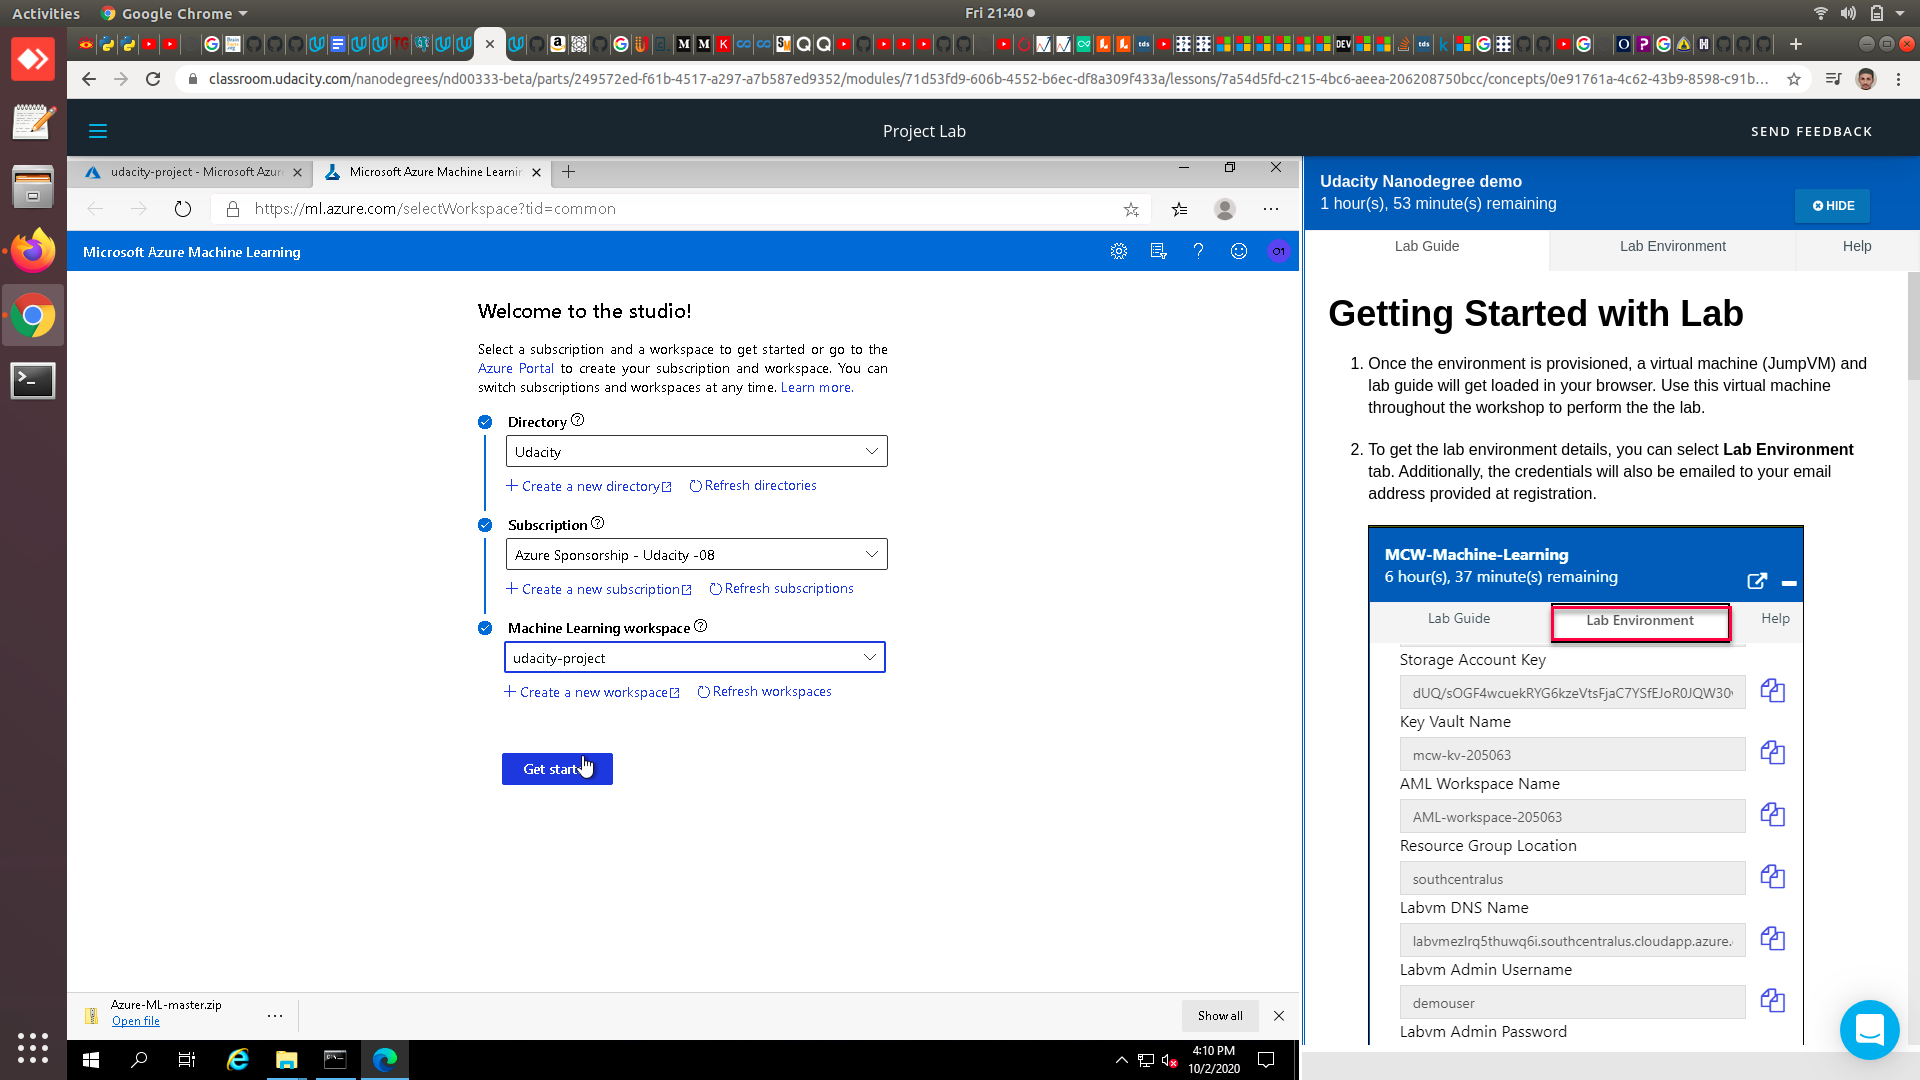 Activities
Google Chrome
Fri 21:40
classroom.udacity.com/nanodegrees/nd00333-beta/parts/249572ed-f61b-4517-a297-a7b587ed9352/modules/71d53fd9-606b-4552-b6ec-df8a309f433a/lessons/7a54d5fd-c215-4bc6-aeea-206208750bcc/concepts/0e91761a-4c62-43b9-8598-c91b...
Project Lab
SEND FEEDBACK
udacity-project - Microsoft Azur
Microsoft Azure Machine Learnin
https://ml.azure.com/selectWorkspace?tid=common
Microsoft Azure Machine Learning
Welcome to the studio!
Select a subscription and a workspace to get started or go to the
Azure Portal to create your subscription and workspace. You can
switch subscriptions and workspaces at any time. Learn more.
Directory
Udacity
Create a new directory
Refresh directories
Subscription
Azure Sponsorship - Udacity -08
Create a new subscription
Refresh subscriptions
Machine Learning workspace
udacity-project
Create a new workspace
Refresh workspaces
Get start
Azure-ML-master.zip
Open file
Show all
4:10 PM
10/2/2020
Udacity Nanodegree demo
1 hour(s), 53 minute(s) remaining
HIDE
Lab Guide
Lab Environment
Help
Getting Started with Lab
1. Once the environment is provisioned, a virtual machine (JumpVM) and
lab guide will get loaded in your browser. Use this virtual machine
throughout the workshop to perform the the lab.
2. To get the lab environment details, you can select Lab Environment
tab. Additionally, the credentials will also be emailed to your email
address provided at registration.
MCW-Machine-Learning
6 hour(s), 37 minute(s) remaining
Lab Guide
Lab Environment
Help
Storage Account Key
dUQ/sOGF4wcuekRYG6kzeVtsFjaC7YSfEJoR0JQW30
Key Vault Name
mcw-kv-205063
AML Workspace Name
AML-workspace-205063
Resource Group Location
southcentralus
Labvm DNS Name
labvmezlrq5thuwq6i.southcentralus.cloudapp.azure.
Labvm Admin Username
demouser
Labvm Admin Password